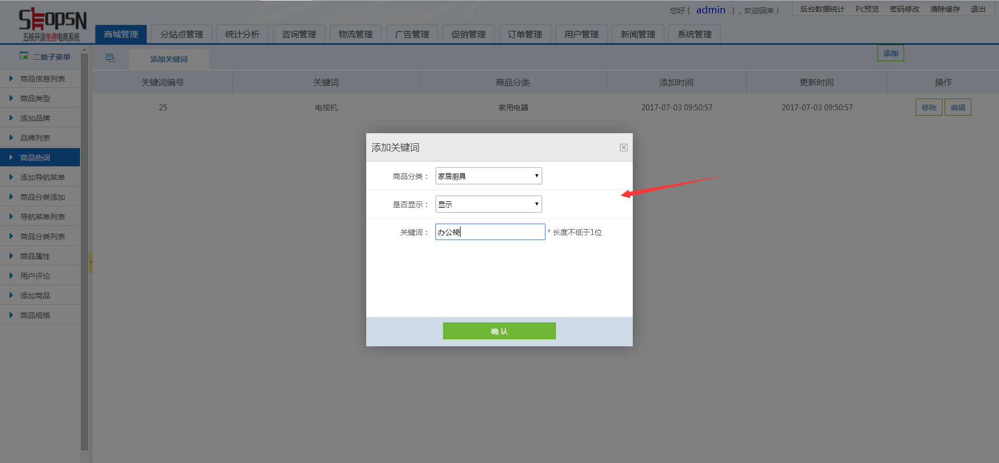 SHOPSN
五核开源免费电商系统
您好 [ admin ] , 欢迎回来！
后台数据统计 Pc预览 密码修改 清除缓存 退出
商城管理 分站点管理 统计分析 咨询管理 物流管理 广告管理 促销管理 订单管理 用户管理 新闻管理 系统管理
二级子菜单
商品信息列表
商品类型
添加品牌
品牌列表
商品热词
添加导航菜单
商品分类添加
导航菜单列表
商品分类列表
商品属性
用户评论
添加商品
商品规格
添加关键词
添加
关键词编号 关键词 商品分类 添加时间 更新时间 操作
25 电视机 家用电器 2017-07-03 09:50:57 2017-07-03 09:50:57 移除 编辑
添加关键词
商品分类： 家居厨具
是否显示： 显示
关键词： 办公椅 * 长度不低于1位
确 认